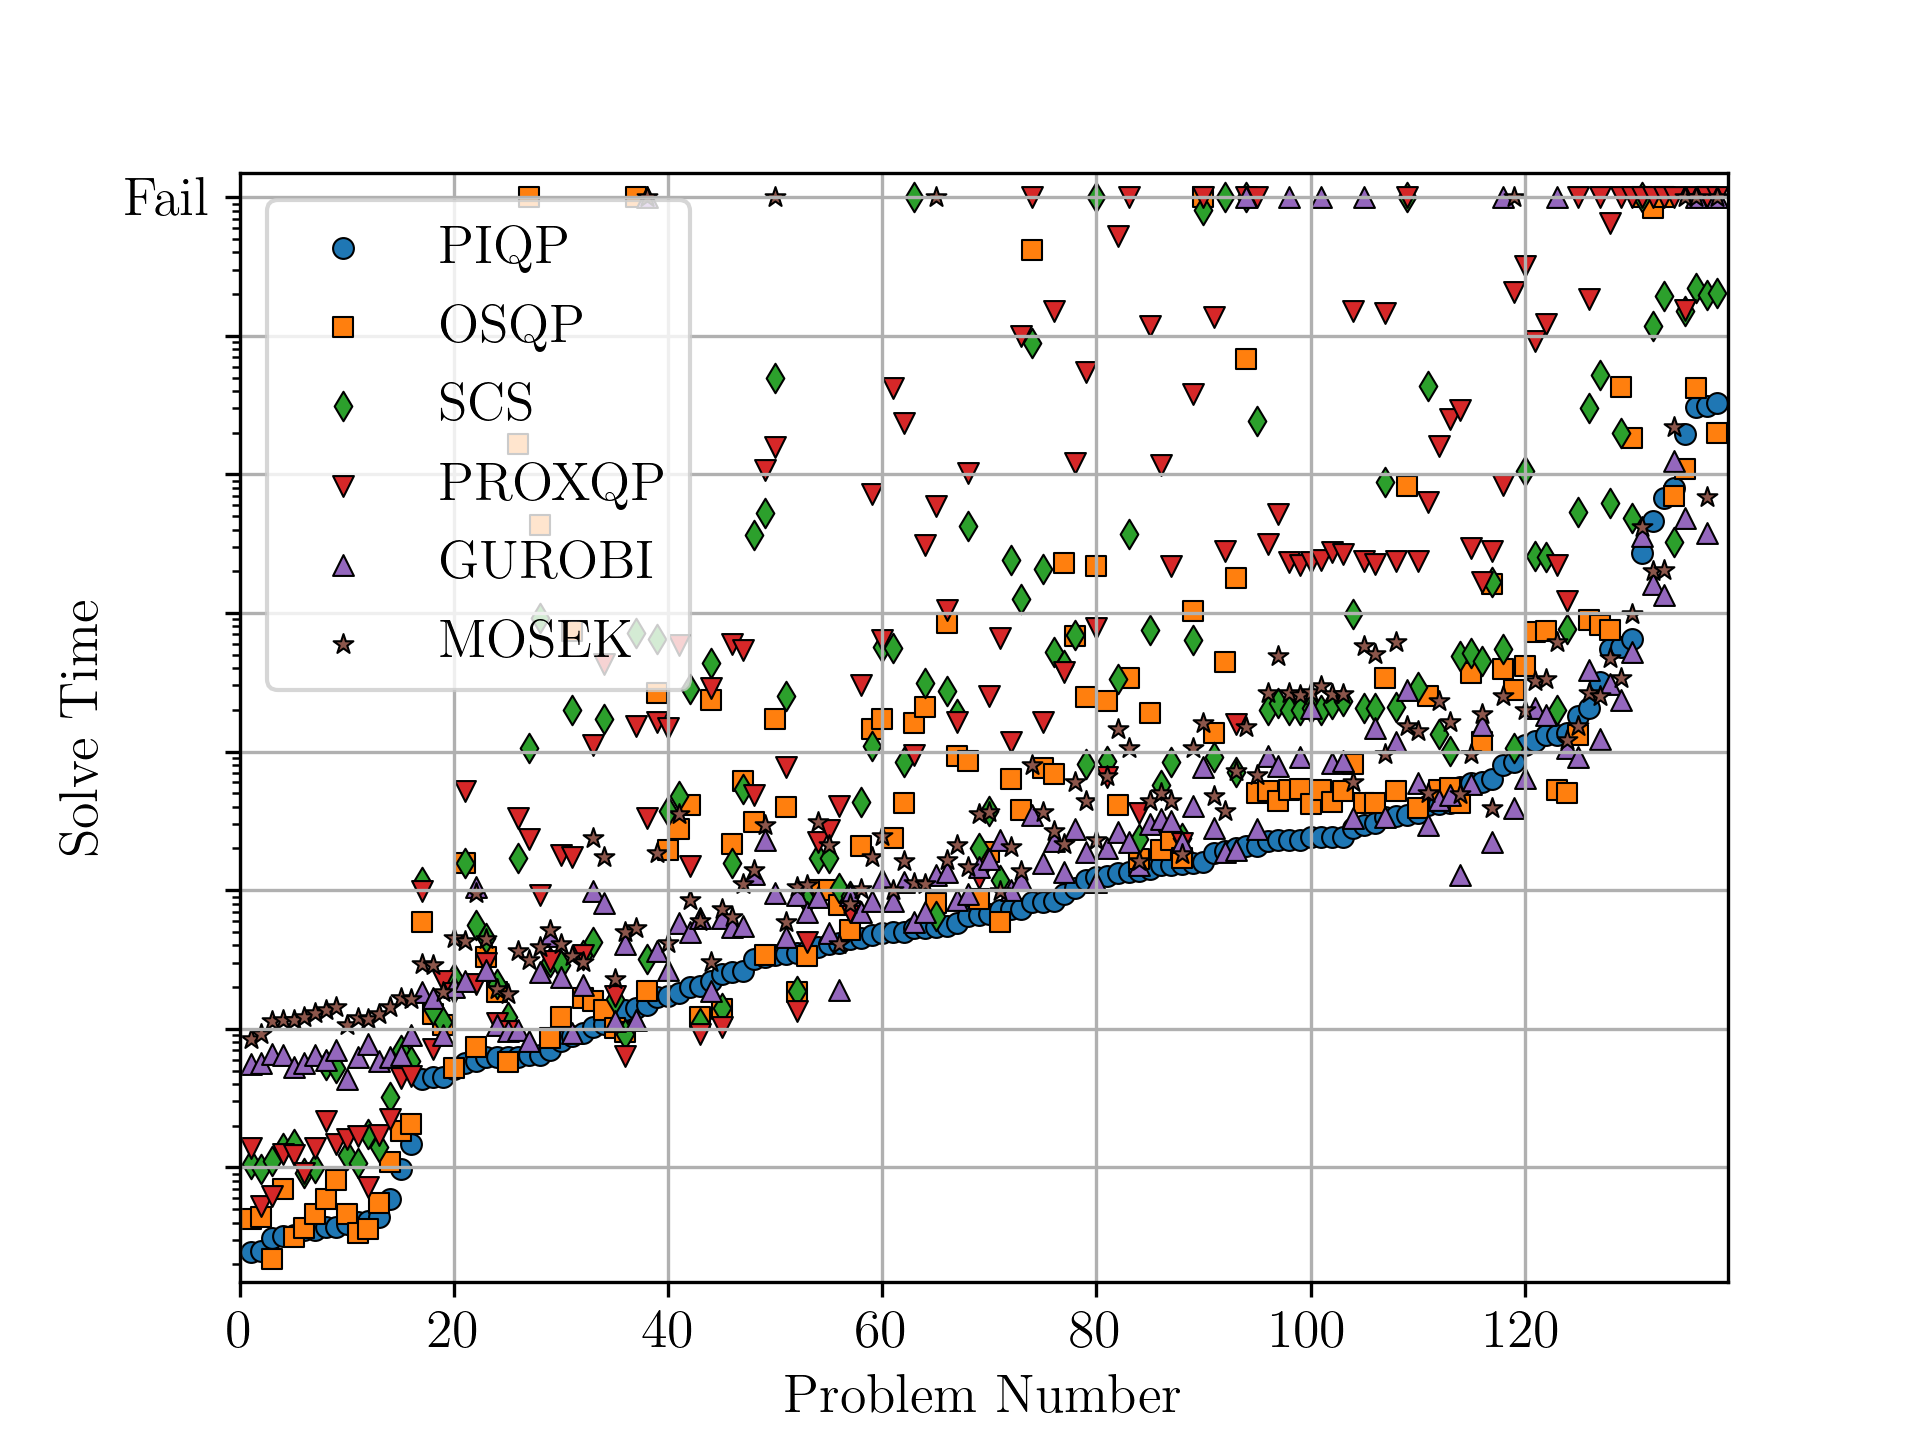 Fail
PIQP
OSQP
SCS
PROXQP
GUROBI
MOSEK
Solve Time
0 20 40 60 80 100 120
Problem Number